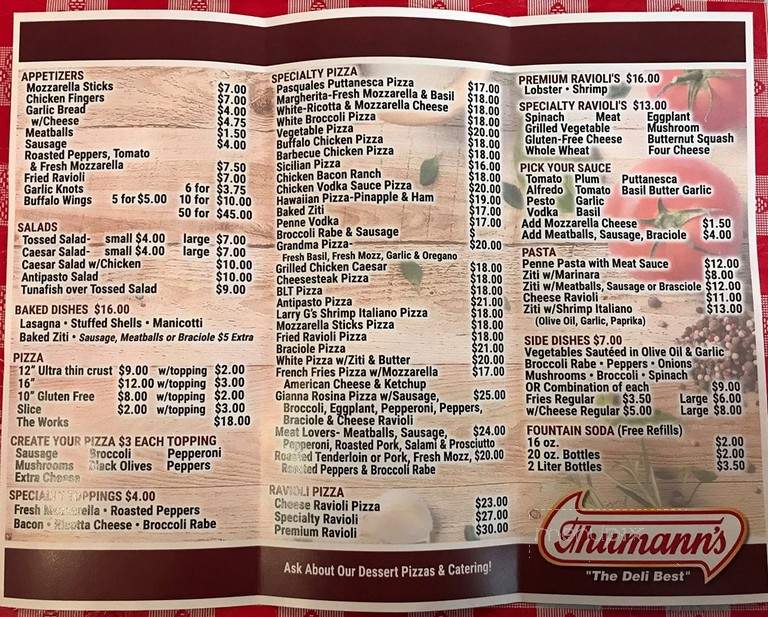 APPETIZERS
Mozzarella Sticks $7.00
Chicken Fingers $7.00
Garlic Bread $4.00
w/Cheese $4.75
Meatballs $1.50
Sausage $4.00
Roasted Peppers, Tomato
& Fresh Mozzarella $7.50
Fried Ravioli $7.00
Garlic Knots 6 for $3.75
Buffalo Wings 5 for $5.00 10 for $10.00
50 for $45.00
SALADS
Tossed Salad- small $4.00 large $7.00
Caesar Salad- small $4.00 large $7.00
Caesar Salad w/Chicken $10.00
Antipasto Salad $10.00
Tunafish over Tossed Salad $9.00
BAKED DISHES $16.00
Lasagna • Stuffed Shells • Manicotti
Baked Ziti • Sausage, Meatballs or Braciole $5 Extra
PIZZA
12" Ultra thin crust $9.00 w/topping $2.00
16" $12.00 w/topping $3.00
10" Gluten Free $8.00 w/topping $2.00
Slice $2.00 w/topping $3.00
The Works $18.00
CREATE YOUR PIZZA $3 EACH TOPPING
Sausage Broccoli Pepperoni
Mushrooms Black Olives Peppers
Extra Cheese
SPECIALTY TOPPINGS $4.00
Fresh Mozzarella • Roasted Peppers
Bacon • Ricotta Cheese • Broccoli Rabe
SPECIALTY PIZZA
Pasquales Puttanesca Pizza $17.00
Margherita-Fresh Mozzarella & Basil $18.00
White-Ricotta & Mozzarella Cheese $18.00
White Broccoli Pizza $18.00
Vegetable Pizza $20.00
Buffalo Chicken Pizza $18.00
Barbecue Chicken Pizza $18.00
Sicilian Pizza $16.00
Chicken Bacon Ranch $18.00
Chicken Vodka Sauce Pizza $20.00
Hawaiian Pizza-Pinapple & Ham $19.00
Baked Ziti $17.00
Penne Vodka $17.00
Broccoli Rabe & Sausage
Grandma Pizza- $20.00
Fresh Basil, Fresh Mozz, Garlic & Oregano
Grilled Chicken Caesar $18.00
Cheesesteak Pizza $18.00
BLT Pizza $18.00
Antipasto Pizza $21.00
Larry G's Shrimp Italiano Pizza $18.00
Mozzarella Sticks Pizza $18.00
Fried Ravioli Pizza $18.00
Braciole Pizza $21.00
White Pizza w/Ziti & Butter $20.00
French Fries Pizza w/Mozzarella $17.00
American Cheese & Ketchup
Gianna Rosina Pizza w/Sausage, $25.00
Broccoli, Eggplant, Pepperoni, Peppers,
Braciole & Cheese Ravioli
Meat Lovers- Meatballs, Sausage, $24.00
Pepperoni, Roasted Pork, Salami & Prosciutto
Roasted Tenderloin or Pork, Fresh Mozz, $20.00
Roasted Peppers & Broccoli Rabe
RAVIOLI PIZZA
Cheese Ravioli Pizza $23.00
Specialty Ravioli $27.00
Premium Ravioli $30.00
Ask About Our Dessert Pizzas & Catering!
PREMIUM RAVIOLI'S $16.00
Lobster • Shrimp
SPECIALTY RAVIOLI'S $13.00
Spinach Meat Eggplant
Grilled Vegetable Mushroom
Gluten-Free Cheese Butternut Squash
Whole Wheat Four Cheese
PICK YOUR SAUCE
Tomato Plum Puttanesca
Alfredo Tomato Basil Butter Garlic
Pesto Garlic
Vodka Basil
Add Mozzarella Cheese $1.50
Add Meatballs, Sausage, Braciole $4.00
PASTA
Penne Pasta with Meat Sauce $12.00
Ziti w/Marinara $8.00
Ziti w/Meatballs, Sausage or Brasciole $12.00
Cheese Ravioli $11.00
Ziti w/Shrimp Italiano $13.00
(Olive Oil, Garlic, Paprika)
SIDE DISHES $7.00
Vegetables Sautéed in Olive Oil & Garlic
Broccoli Rabe • Peppers • Onions
Mushrooms • Broccoli • Spinach
OR Combination of each $9.00
Fries Regular $3.50 Large $6.00
w/Cheese Regular $5.00 Large $8.00
FOUNTAIN SODA (Free Refills)
16 oz. $2.00
20 oz. Bottles $2.00
2 Liter Bottles $3.50
Thumann's
"The Deli Best"